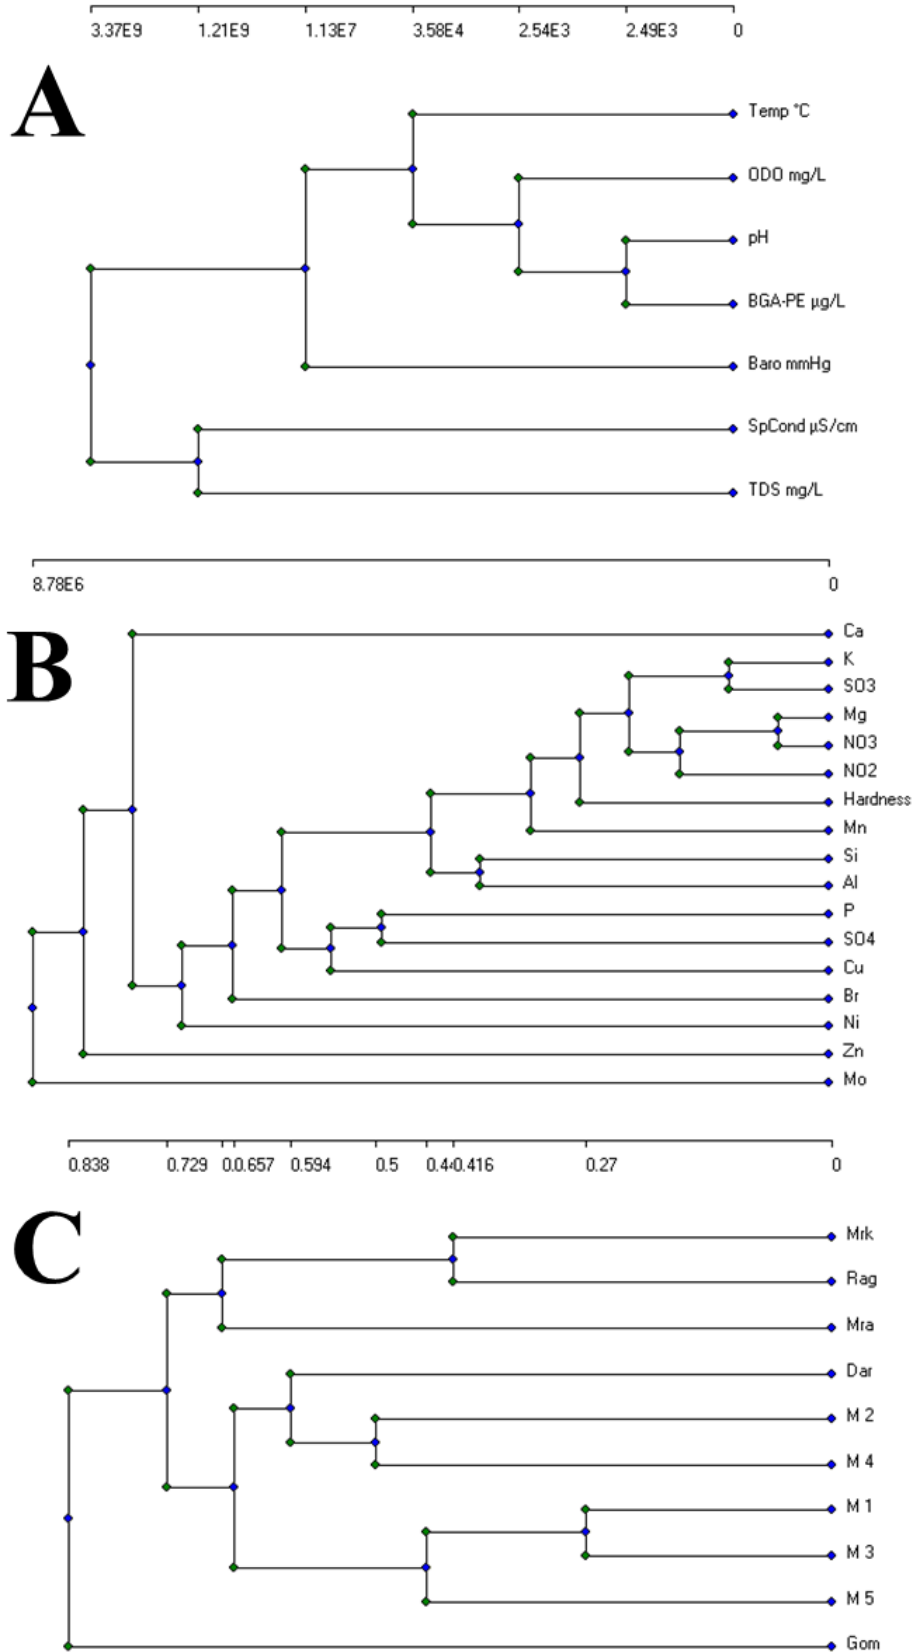 3.37E9 1.21E9 1.13E7 3.58E4 2.54E3 2.49E3 0
A
Temp °C
ODO mg/L
pH
BGA-PE µg/L
Baro mmHg
SpCond µS/cm
TDS mg/L
8.78E6 0
B
Ca
K
SO3
Mg
NO3
NO2
Hardness
Mn
Si
Al
P
SO4
Cu
Br
Ni
Zn
Mo
0.838 0.729 0.0.657 0.594 0.5 0.440.416 0.27 0
C
Mrk
Rag
Mra
Dar
M 2
M 4
M 1
M 3
M 5
Gom